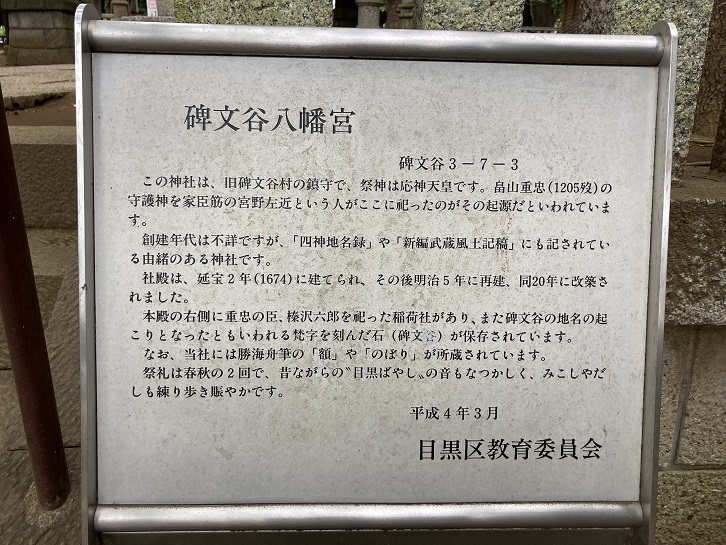 碑文谷八幡宮
碑文谷3−7−3
この神社は、旧碑文谷村の鎮守で、祭神は応神天皇です。畠山重忠(1205歿)の
守護神を家臣筋の宮野左近という人がここに祀ったのがその起源だといわれていま
す。
創建年代は不詳ですが、「四神地名録」や「新編武蔵風土記稿」にも記されてい
る由緒のある神社です。
社殿は、延宝2年(1674)に建てられ、その後明治5年に再建、同20年に改築さ
れました。
本殿の右側に重忠の臣、榛沢六郎を祀った稲荷社があり、また碑文谷の地名の起
こりとなったともいわれる梵字を刻んだ石(碑文谷)が保存されています。
なお、当社には勝海舟筆の「額」や「のぼり」が所蔵されています。
祭礼は春秋の2回で、昔ながらの〝目黒ばやし〟の音もなつかしく、みこしやだ
しも練り歩き賑やかです。
平成4年3月
目黒区教育委員会